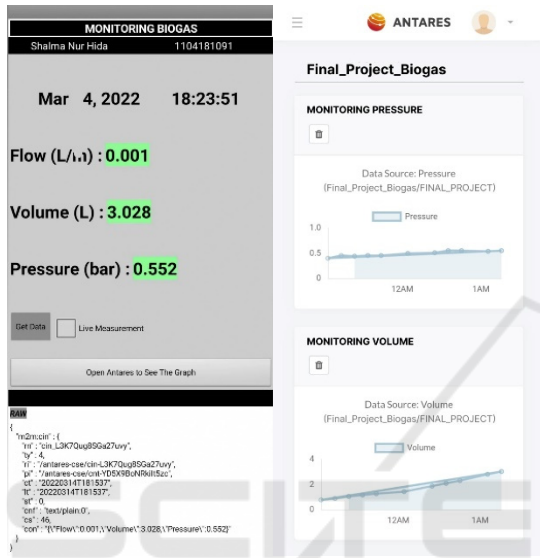 MONITORING BIOGAS
Shalma Nur Hida 1104181091
Mar 4, 2022 18:23:51
Flow (L/ : 0.001
Volume (L) : 3.028
Pressure (bar) : 0.552
Get Data Live Measurement
Open Antares to See The Graph
RAW
{
"m2m:cin" : {
"rn" : "cin_L3K7Qug8SGa27uvy",
"ty" : 4,
"ri" : "/antares-cse/cin-L3K7Qug8SGa27uvy",
"pi" : "/antares-cse/cnt-YD5X9BoNRkilt5zc",
"ct" : "20220314T181537",
"lt" : "20220314T181537",
"st" : 0,
"cnf" : "text/plain:0",
"cs" : 46,
"con" : "{\"Flow\":0.001,\"Volume\":3.028,\"Pressure\":0.552}"
}
}
ANTARES
Final_Project_Biogas
MONITORING PRESSURE
Data Source: Pressure
(Final_Project_Biogas/FINAL_PROJECT)
Pressure
1.0
0.5
0
12AM 1AM
MONITORING VOLUME
Data Source: Volume
(Final_Project_Biogas/FINAL_PROJECT)
Volume
4
2
0
12AM 1AM